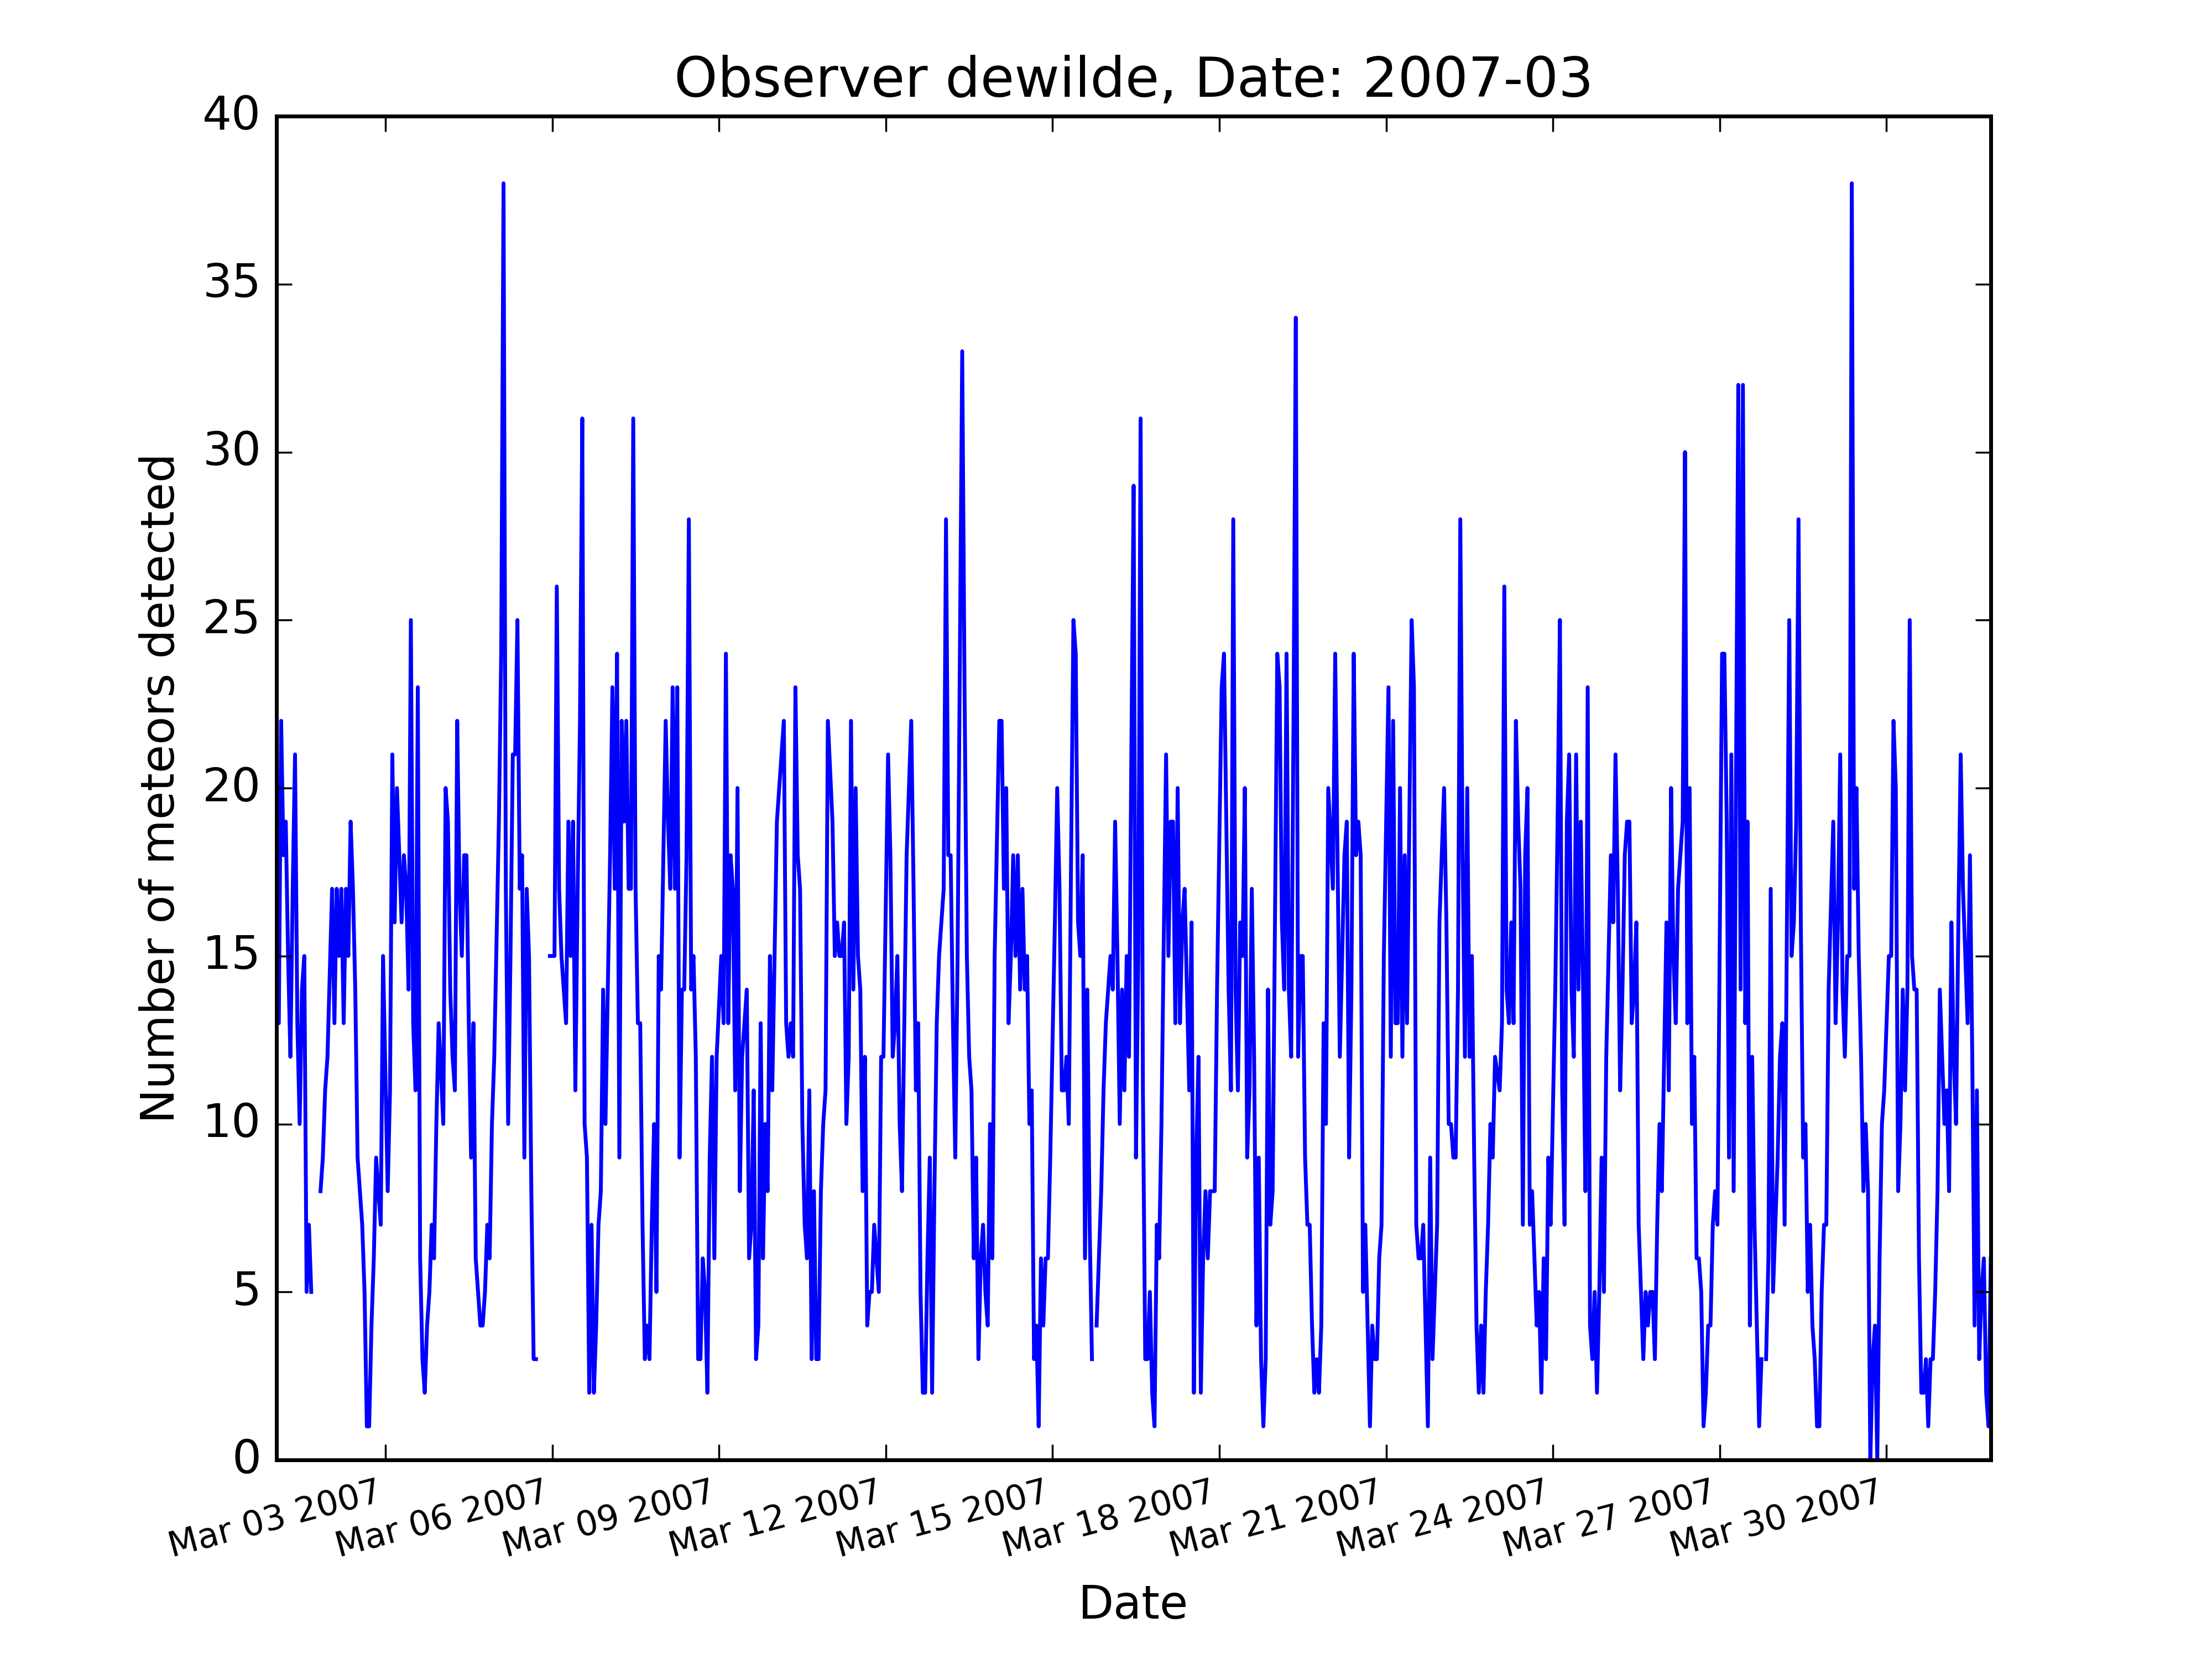 Observer dewilde, Date: 2007-03
40
35
30
25
20
15
10
5
0
Number of meteors detected
Mar 03 2007
Mar 06 2007
Mar 09 2007
Mar 12 2007
Mar 15 2007
Mar 18 2007
Mar 21 2007
Mar 24 2007
Mar 27 2007
Mar 30 2007
Date